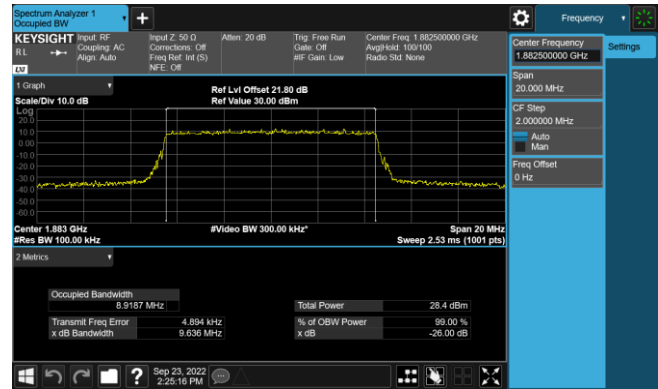 Spectrum Analyzer 1
Occupied BW
Frequency
KEYSIGHT
RL
LXI
Input: RF
Coupling: AC
Align: Auto
Input Z: 50 Ω
Corrections: Off
Freq Ref: Int (S)
NFE: Off
Atten: 20 dB
Trig: Free Run
Gate: Off
#IF Gain: Low
Center Freq: 1.882500000 GHz
Avg|Hold: 100/100
Radio Std: None
Center Frequency
1.882500000 GHz
Settings
Span
20.000 MHz
CF Step
2.000000 MHz
Auto
Man
Freq Offset
0 Hz
1 Graph
Scale/Div 10.0 dB
Ref Lvl Offset 21.80 dB
Ref Value 30.00 dBm
Log
20.0
10.0
0.00
-10.0
-20.0
-30.0
-40.0
-50.0
-60.0
Center 1.883 GHz
#Video BW 300.00 kHz*
Span 20 MHz
#Res BW 100.00 kHz
Sweep 2.53 ms (1001 pts)
2 Metrics
Occupied Bandwidth
8.9187 MHz
Total Power 28.4 dBm
Transmit Freq Error 4.894 kHz
% of OBW Power 99.00 %
x dB Bandwidth 9.636 MHz
x dB -26.00 dB
Sep 23, 2022
2:25:16 PM